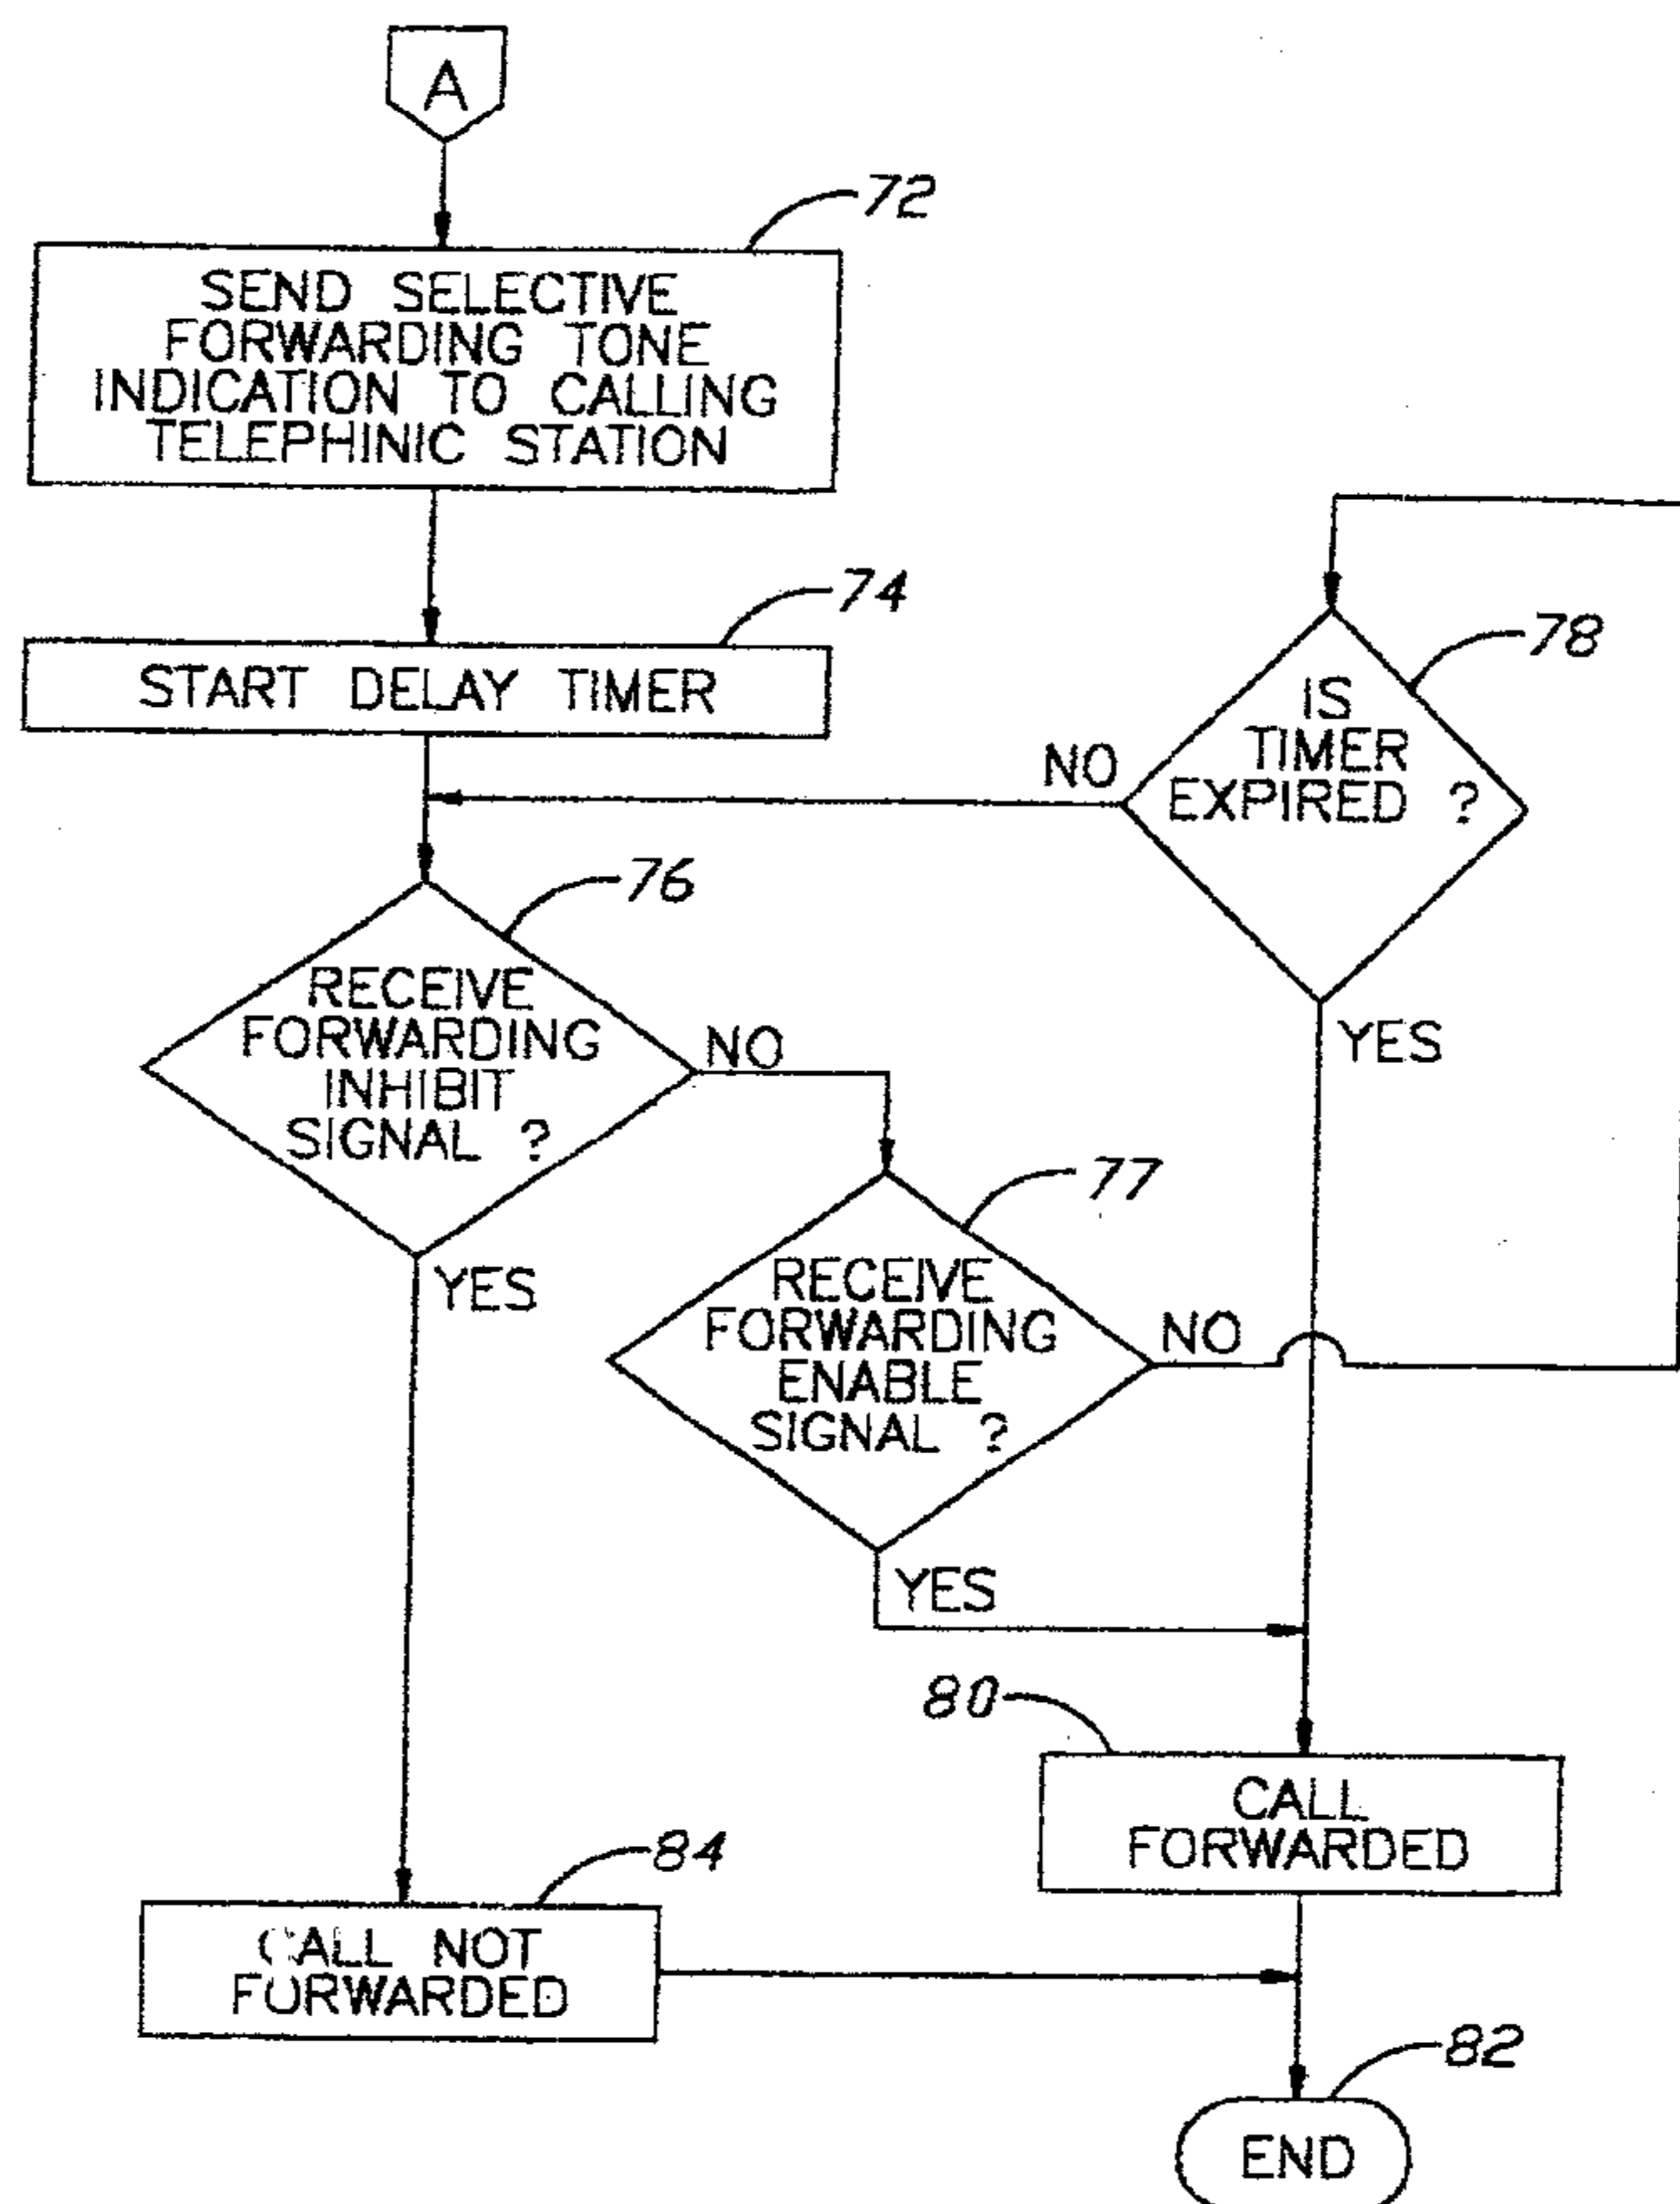 A
72
SEND SELECTIVE
FORWARDING TONE
INDICATION TO CALLING
TELEPHINIC STATION
74
START DELAY TIMER
78
IS
TIMER
EXPIRED ?
NO
YES
76
RECEIVE
FORWARDING
INHIBIT
SIGNAL ?
NO
YES
77
RECEIVE
FORWARDING
ENABLE
SIGNAL ?
NO
YES
80
CALL
FORWARDED
84
CALL NOT
FORWARDED
82
END